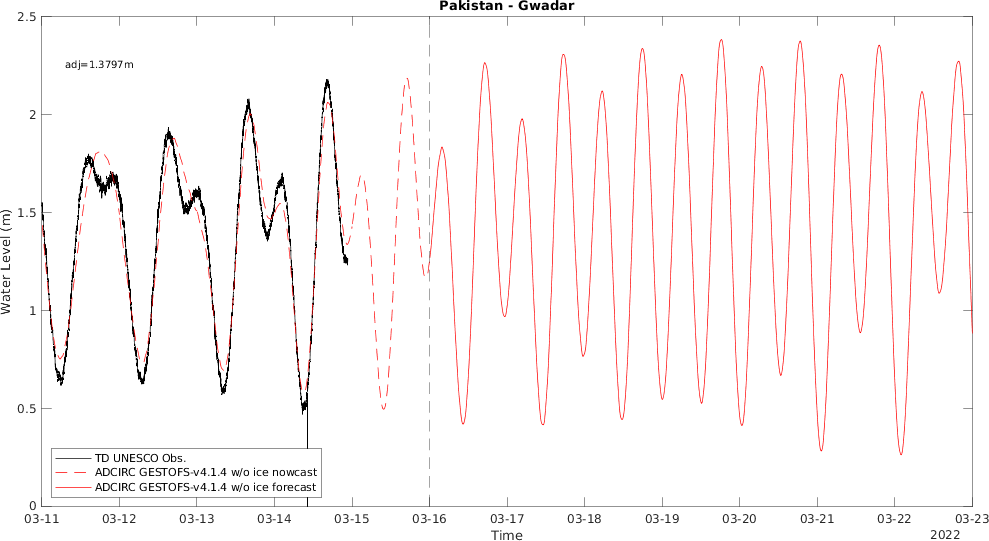 Pakistan - Gwadar
2.5
adj=1.3797m
2
1.5
Water Level (m)
1
0.5
TD UNESCO Obs.
ADCIRC GESTOFS-v4.1.4 w/o ice nowcast
ADCIRC GESTOFS-v4.1.4 w/o ice forecast
0
03-11 03-12 03-13 03-14 03-15 03-16 03-17 03-18 03-19 03-20 03-21 03-22 03-23
Time
2022